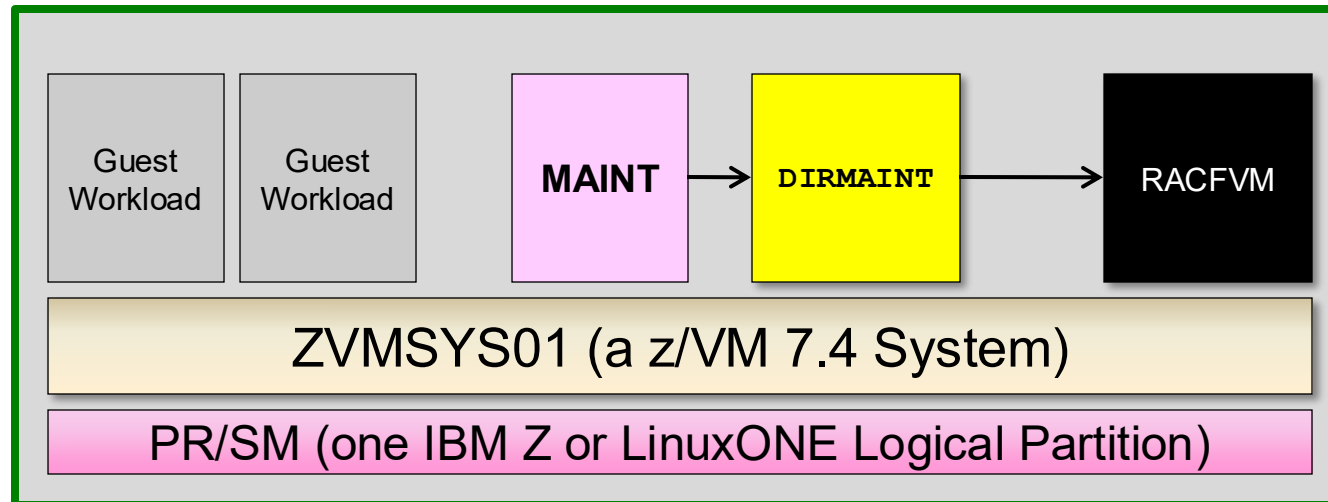 Guest
Workload
Guest
Workload
MAINT
DIRMAINT
RACFVM
ZVMSYS01 (a z/VM 7.4 System)
PR/SM (one IBM Z or LinuxONE Logical Partition)